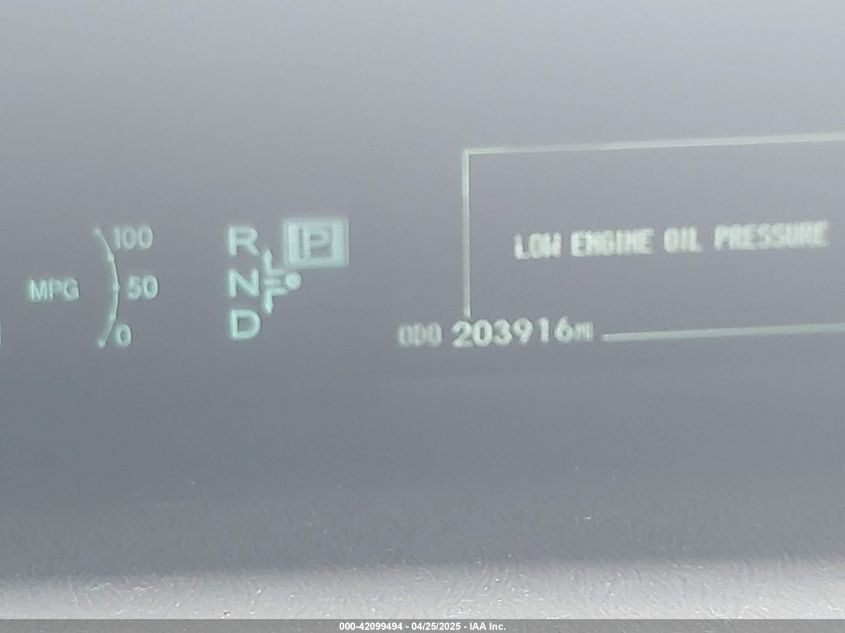 100
MPG 50
0
R P
N
D
LOW ENGINE OIL PRESSURE
ODO 203916mi
000-42099494 - 04/25/2025 - IAA Inc.